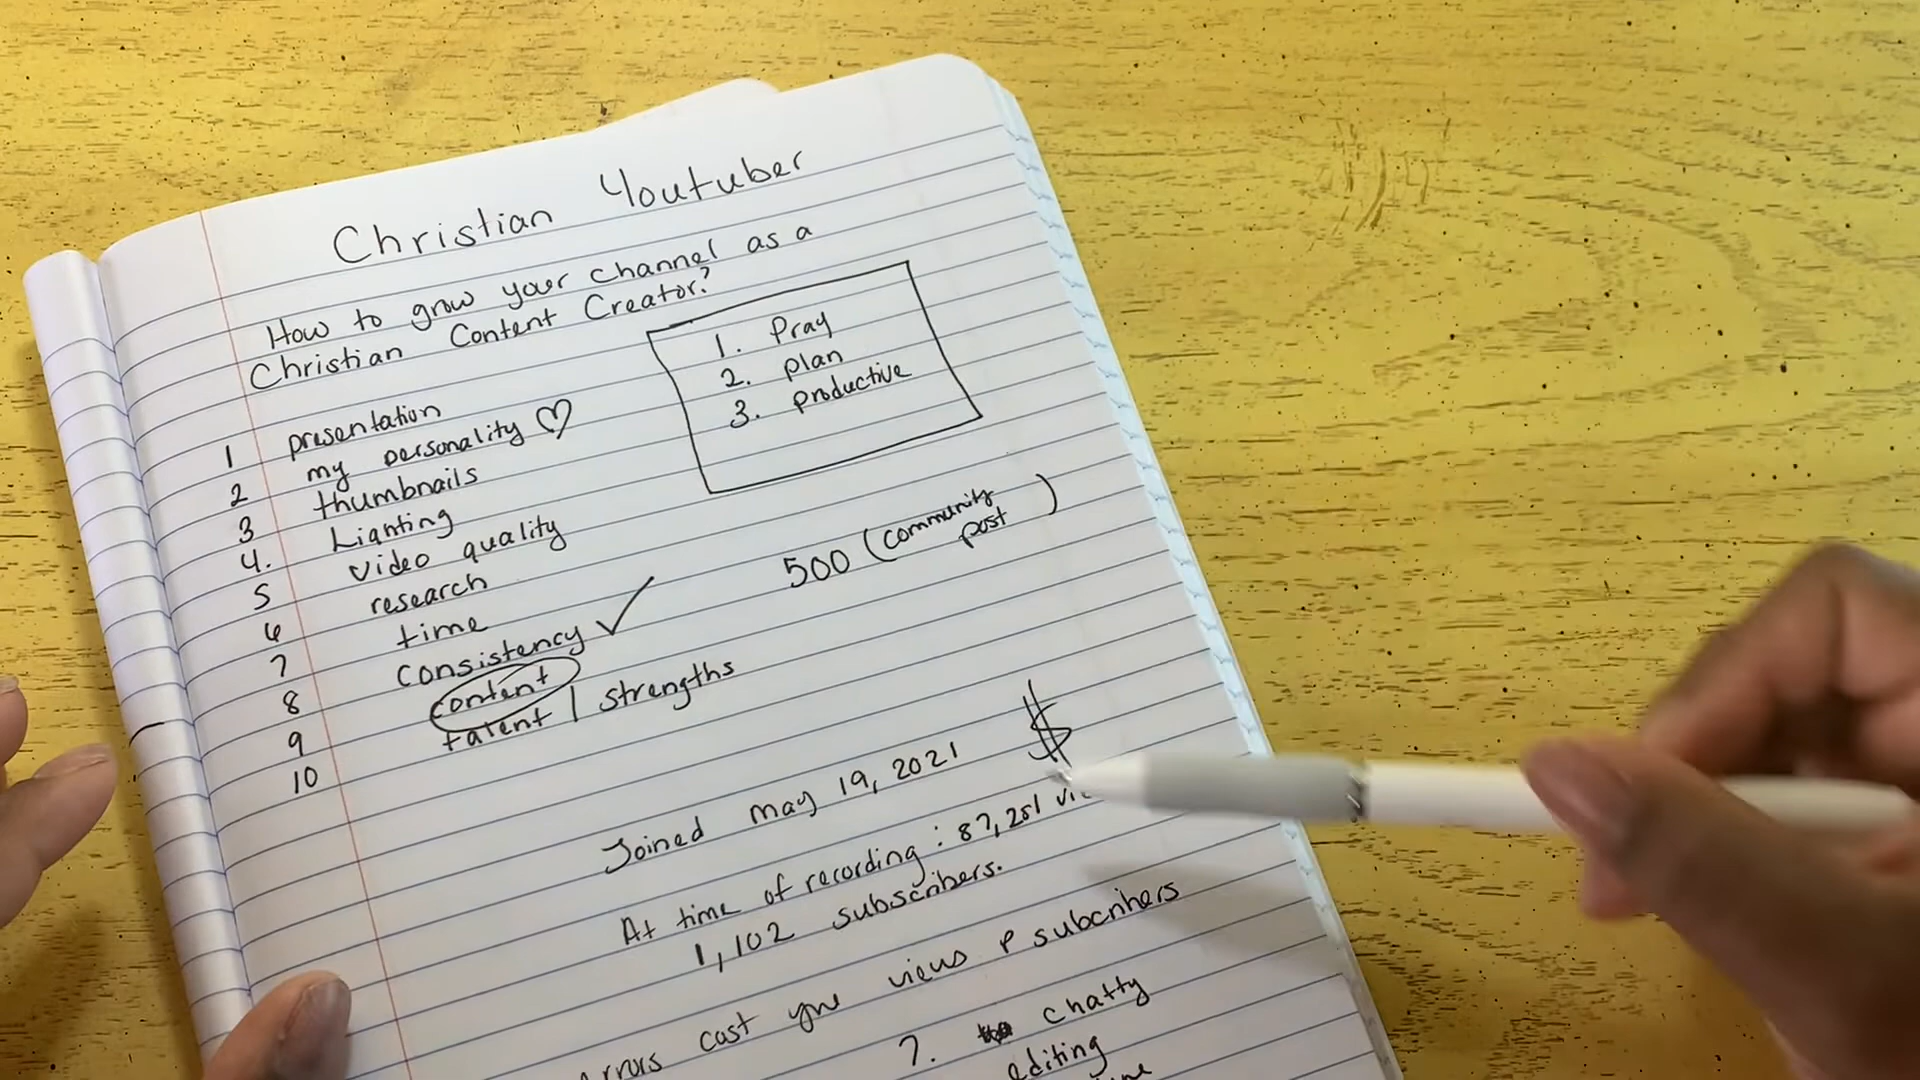 Christian Youtuber
How to grow your channel as a
Christian Content Creator?
1. Pray
2. plan
3. productive
1 presentation
2 my personality ♡
3 thumbnails
4. Lighting
5 video quality
6 research
7 time
8 consistency ✓
9 content
10 talent / strengths
500 (community
post)
Joined may 19, 2021 $
At time of recording : 87,251
1,102 subscribers.
cost you views & subscribers
7. chatty
editing